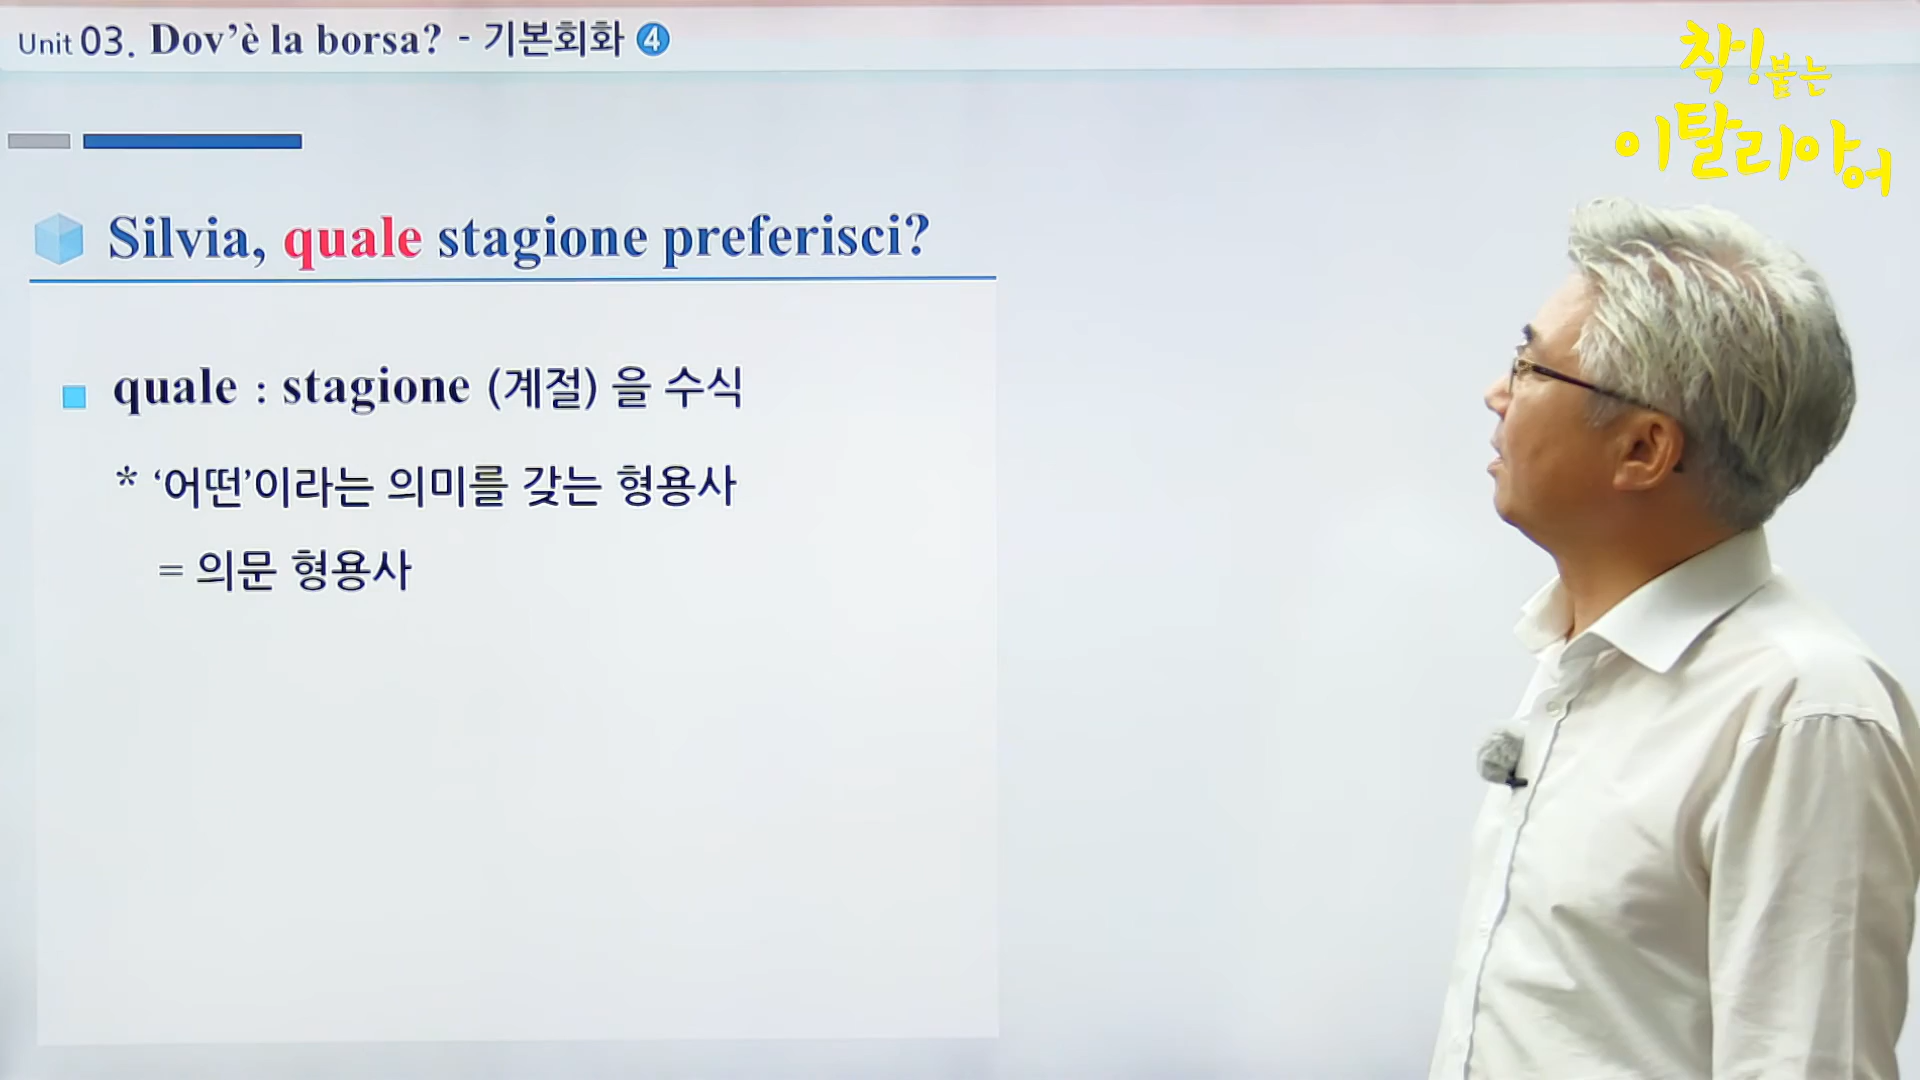 Unit 03. Dov'è la borsa? - 기본회화 4
착! 붙는
이탈리아어
Silvia, quale stagione preferisci?
quale : stagione (계절) 을 수식
* '어떤'이라는 의미를 갖는 형용사
= 의문 형용사